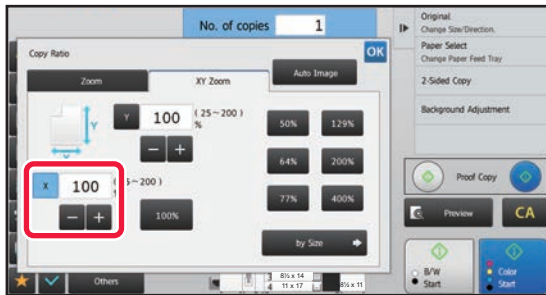 No. of copies 1
Original
Change Size/Direction.
Paper Select
Change Paper Feed Tray
2-Sided Copy
Background Adjustment
Copy Ratio
OK
Zoom
XY Zoom
Auto Image
Y
Y 100 ( 25~200 )
%
50% 129%
64% 200%
X 100 5~200 )
100%
77% 400%
by Size
Proof Copy
Preview
CA
B/W
Start
Color
Start
Others
3 8½ x 14
4 11 x 17
8½ x 11